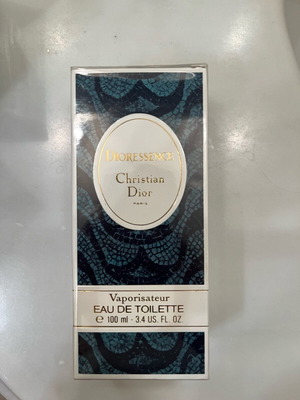 DIORESSENCE
Christian
Dior
PARIS
Vaporisateur
EAU DE TOILETTE
℮ 100 ml - 3.4 US. FL. OZ.